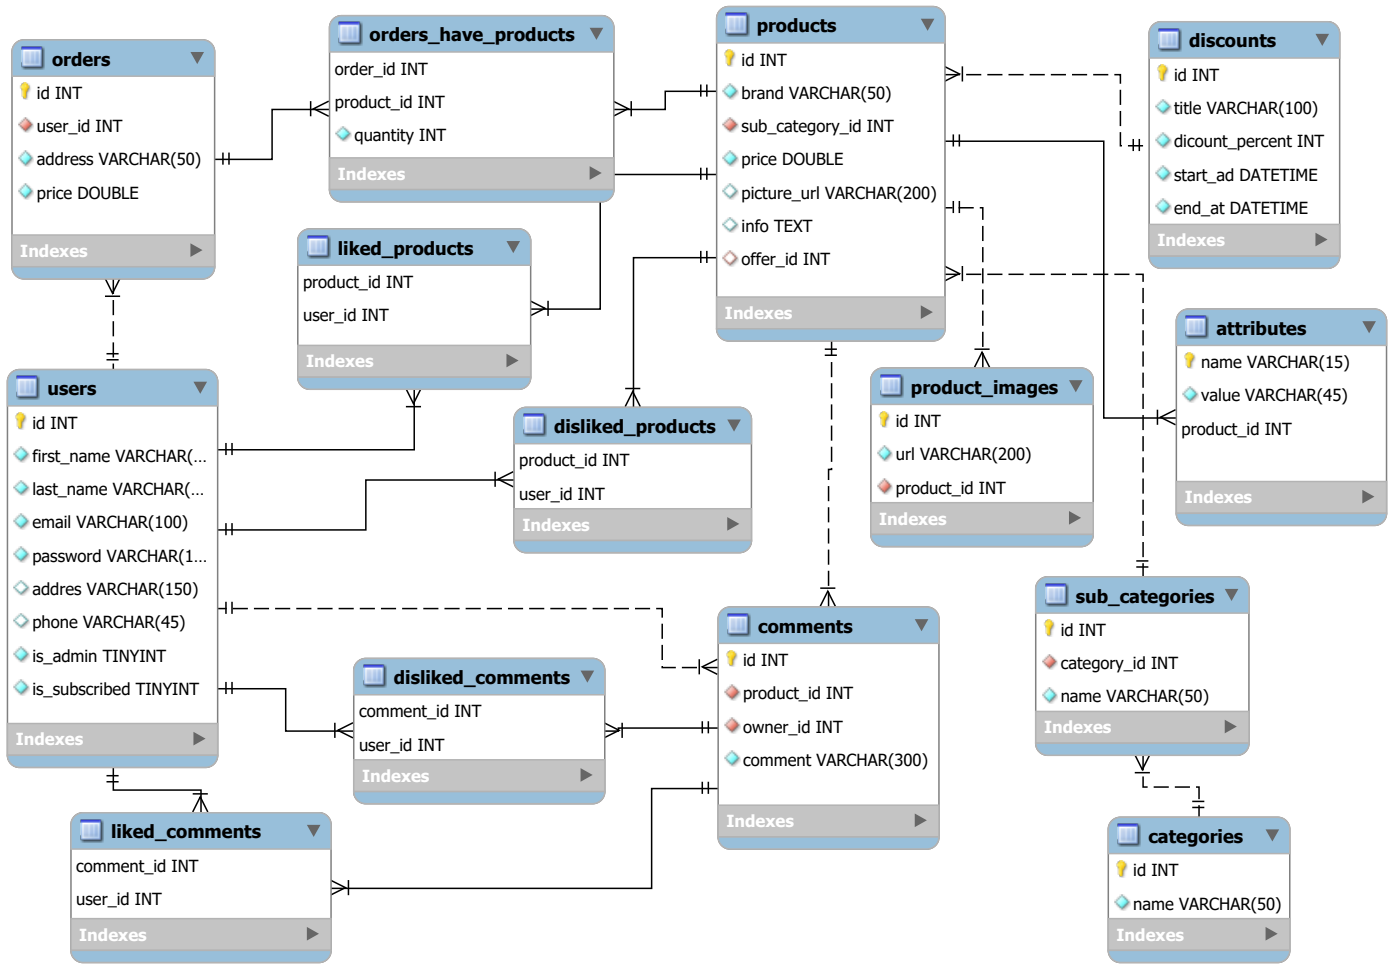 orders
id INT
user_id INT
address VARCHAR(50)
price DOUBLE
Indexes
orders_have_products
order_id INT
product_id INT
quantity INT
Indexes
products
id INT
brand VARCHAR(50)
sub_category_id INT
price DOUBLE
picture_url VARCHAR(200)
info TEXT
offer_id INT
Indexes
discounts
id INT
title VARCHAR(100)
dicount_percent INT
start_ad DATETIME
end_at DATETIME
Indexes
liked_products
product_id INT
user_id INT
Indexes
attributes
name VARCHAR(15)
value VARCHAR(45)
product_id INT
Indexes
users
id INT
first_name VARCHAR(...
last_name VARCHAR(...
email VARCHAR(100)
password VARCHAR(1...
addres VARCHAR(150)
phone VARCHAR(45)
is_admin TINYINT
is_subscribed TINYINT
Indexes
disliked_products
product_id INT
user_id INT
Indexes
product_images
id INT
url VARCHAR(200)
product_id INT
Indexes
sub_categories
id INT
category_id INT
name VARCHAR(50)
Indexes
comments
id INT
product_id INT
owner_id INT
comment VARCHAR(300)
Indexes
disliked_comments
comment_id INT
user_id INT
Indexes
liked_comments
comment_id INT
user_id INT
Indexes
categories
id INT
name VARCHAR(50)
Indexes